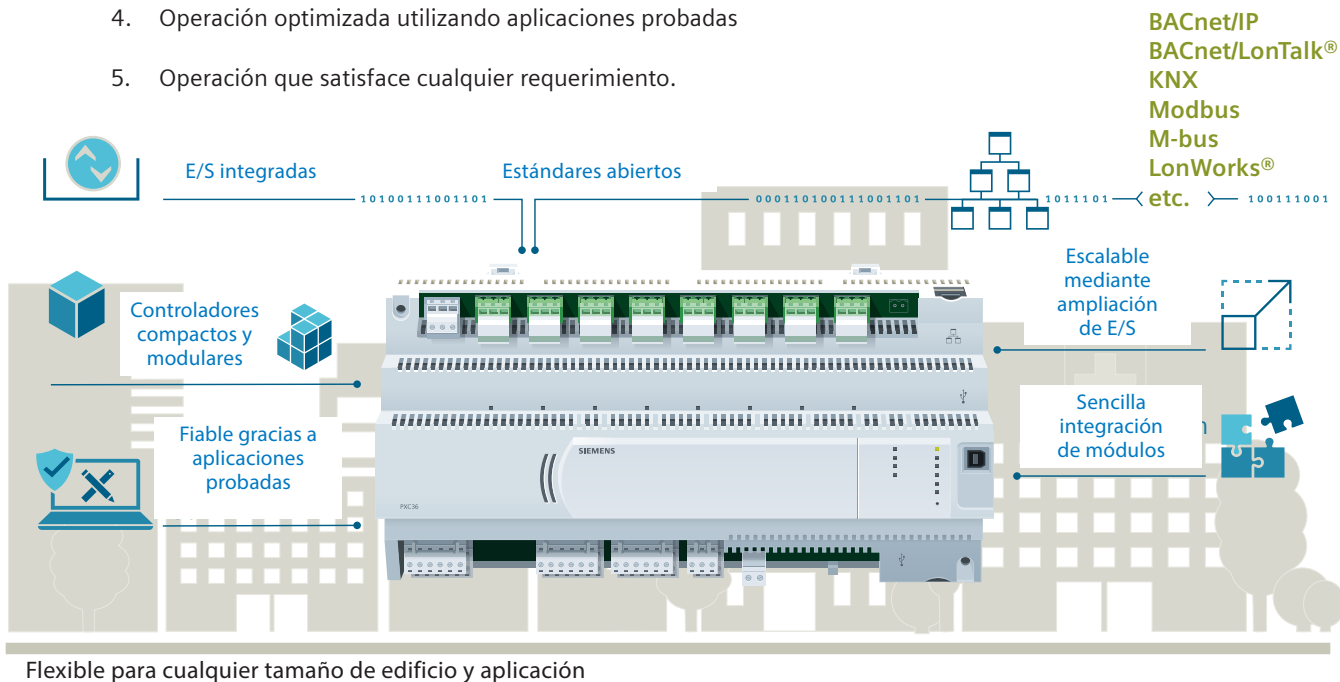 4. Operación optimizada utilizando aplicaciones probadas
5. Operación que satisface cualquier requerimiento.
BACnet/IP
BACnet/LonTalk®
KNX
Modbus
M-bus
LonWorks®
etc.
E/S integradas
Estándares abiertos
10100111001101
000110100111001101
1011101
100111001
Controladores
compactos y
modulares
Escalable
mediante
ampliación
de E/S
Fiable gracias a
aplicaciones
probadas
Sencilla
integración
de módulos
SIEMENS
PXC36
Flexible para cualquier tamaño de edificio y aplicación